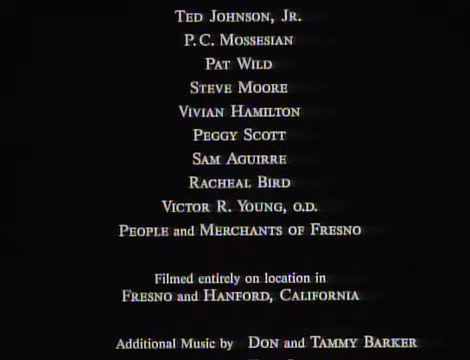 TED JOHNSON, JR.
P.C. MOSSESIAN
PAT WILD
STEVE MOORE
VIVIAN HAMILTON
PEGGY SCOTT
SAM AGUIRRE
RACHEAL BIRD
VICTOR R. YOUNG, O.D.
PEOPLE and MERCHANTS OF FRESNO
Filmed entirely on location in
FRESNO and HANFORD, CALIFORNIA
Additional Music by DON and TAMMY BARKER